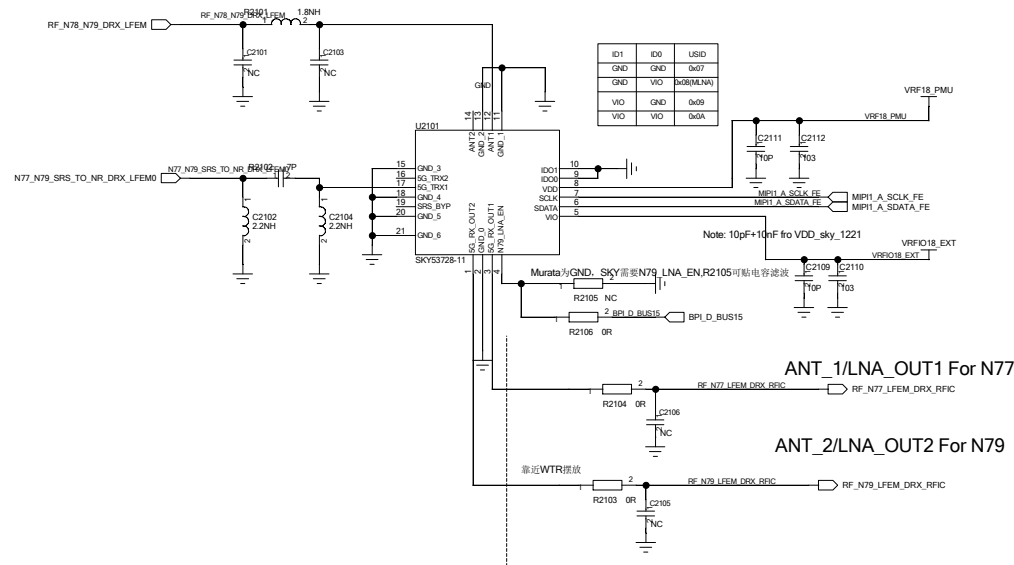 RF_N78_N79_DRX_LFEM
RF_N78_N79_DRX_LFEM
R2101
1.8NH
1
2
C2101
NC
C2103
NC
GND
ID1 ID0 USID
GND GND 0x07
GND VIO 0x08(MLNA)
VIO GND 0x09
VIO VIO 0x0A
VRF18_PMU
VRF18_PMU
C2111
10P
C2112
103
U2101
14 13 12 11
ANT2 GND_2 ANT1 GND_1
N77_N79_SRS_TO_NR_DRX_LFEM0
N77_N79_SRS_TO_NR_DRX_LFEM0
R2102
7P
1
2
C2102
2.2NH
C2104
2.2NH
15 GND_3
16 5G_TRX2
17 5G_TRX1
18 GND_4
19 SRS_BYP
20 GND_5
21 GND_6
IDO1 10
IDO0 9
VDD 8
SCLK 7
SDATA 6
VIO 5
MIPI1_A_SCLK_FE
MIPI1_A_SCLK_FE
MIPI1_A_SDATA_FE
MIPI1_A_SDATA_FE
5G_RX_OUT2 GND_0 5G_RX_OUT1 N79_LNA_EN
SKY53728-11
1 2 3 4
Note: 10pF+10nF fro VDD_sky_1221
VRFIO18_EXT
VRFIO18_EXT
C2109
10P
C2110
103
Murata为GND，SKY需要N79_LNA_EN,R2105可贴电容滤波
1
2
R2105 NC
1
2
BPI_D_BUS15
BPI_D_BUS15
R2106 0R
ANT_1/LNA_OUT1 For N77
1
2
RF_N77_LFEM_DRX_RFIC
RF_N77_LFEM_DRX_RFIC
R2104 0R
C2106
NC
ANT_2/LNA_OUT2 For N79
靠近WTR摆放
1
2
RF_N79_LFEM_DRX_RFIC
RF_N79_LFEM_DRX_RFIC
R2103 0R
C2105
NC